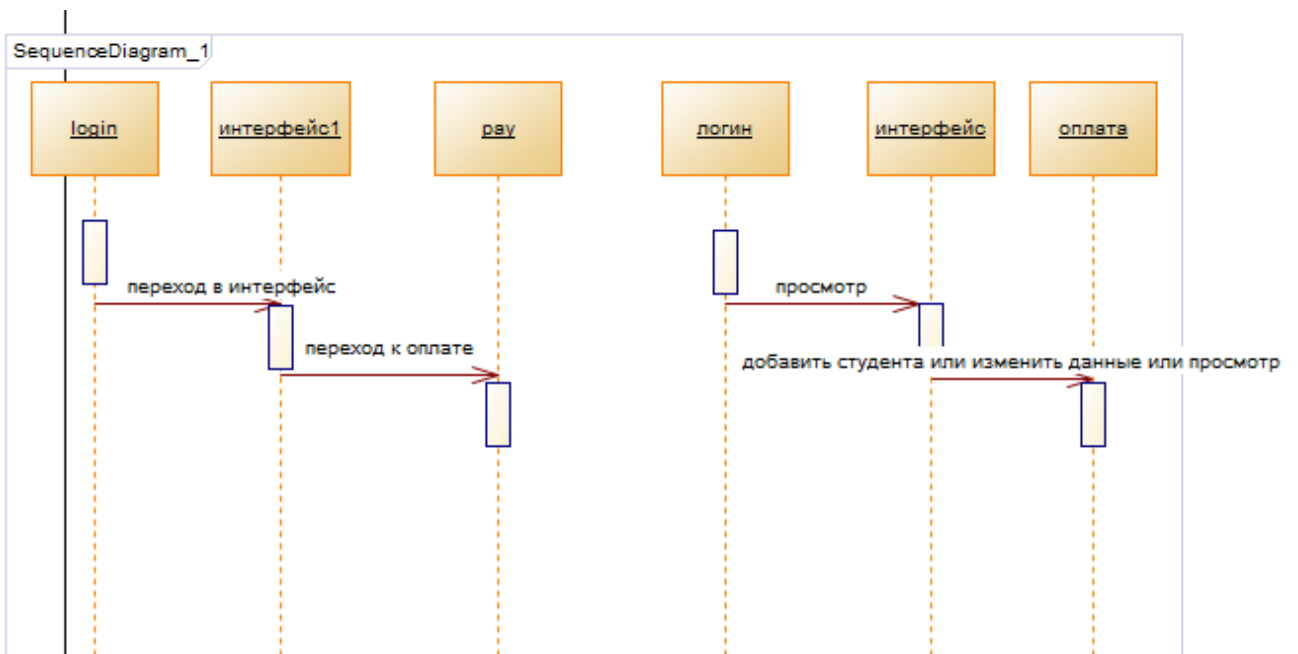 SequenceDiagram_1
login
интерфейс1
pay
логин
интерфейс
оплата
переход в интерфейс
просмотр
переход к оплате
добавить студента или изменить данные или просмотр